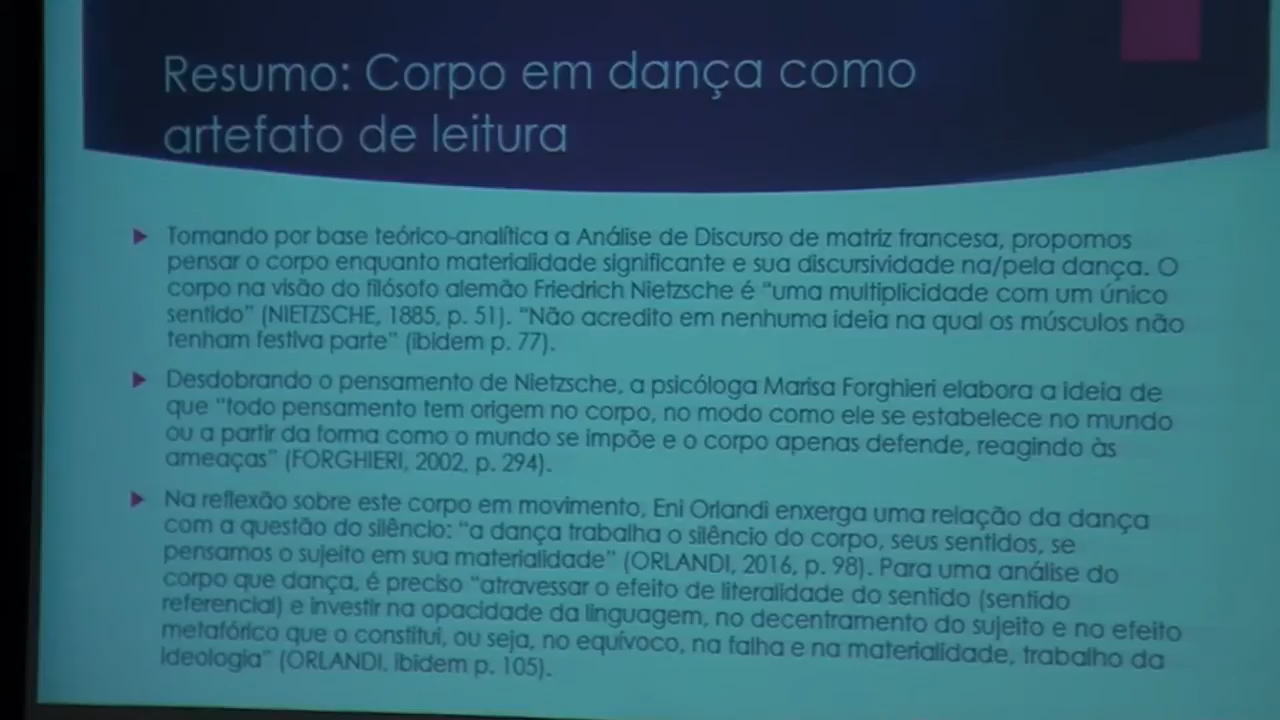 Resumo: Corpo em dança como
artefato de leitura
Tomando por base teórico-analítica a Análise de Discurso de matriz francesa, propomos
pensar o corpo enquanto materialidade significante e sua discursividade na/pela dança. O
corpo na visão do filósofo alemão Friedrich Nietzsche é "uma multiplicidade com um único
sentido" (NIETZSCHE, 1885, p. 51). "Não acredito em nenhuma ideia na qual os músculos não
tenham festiva parte" (ibidem p. 77).
Desdobrando o pensamento de Nietzsche, a psicóloga Marisa Forghieri elabora a ideia de
que "todo pensamento tem origem no corpo, no modo como ele se estabelece no mundo
ou a partir da forma como o mundo se impõe e o corpo apenas defende, reagindo às
ameaças" (FORGHIERI, 2002, p. 294).
Na reflexão sobre este corpo em movimento, Eni Orlandi enxerga uma relação da dança
com a questão do silêncio: "a dança trabalha o silêncio do corpo, seus sentidos, se
pensamos o sujeito em sua materialidade" (ORLANDI, 2016, p. 98). Para uma análise do
corpo que dança, é preciso "atravessar o efeito de literalidade do sentido (sentido
referencial) e investir na opacidade da linguagem, no decentramento do sujeito e no efeito
metafórico que o constitui, ou seja, no equívoco, na falha e na materialidade, trabalho da
ideologia" (ORLANDI, ibidem p. 105).